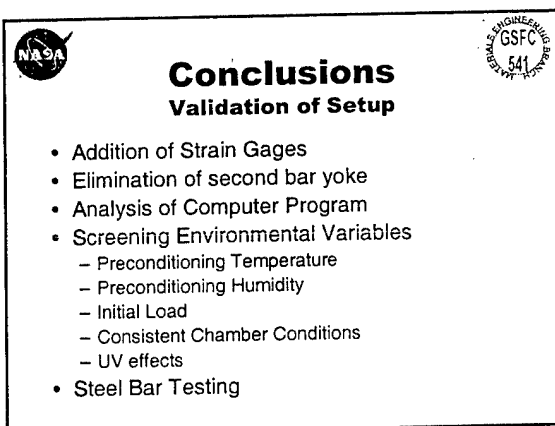 NASA
MATERIALS ENGINEERING BRANCH
GSFC
541
Conclusions
Validation of Setup
• Addition of Strain Gages
• Elimination of second bar yoke
• Analysis of Computer Program
• Screening Environmental Variables
– Preconditioning Temperature
– Preconditioning Humidity
– Initial Load
– Consistent Chamber Conditions
– UV effects
• Steel Bar Testing